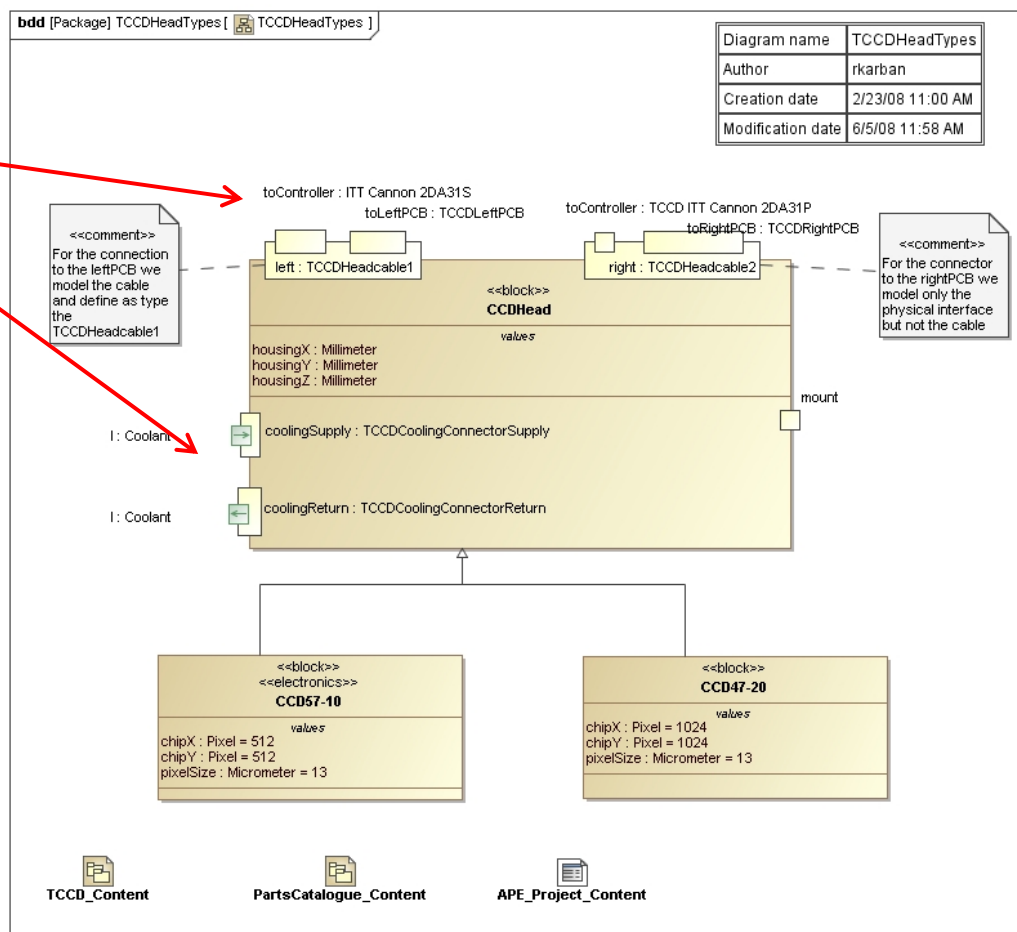 bdd [Package] TCCDHeadTypes [ TCCDHeadTypes ]
Diagram name TCCDHeadTypes
Author rkarban
Creation date 2/23/08 11:00 AM
Modification date 6/5/08 11:58 AM
toController : ITT Cannon 2DA31S
toLeftPCB : TCCDLeftPCB
toController : TCCD ITT Cannon 2DA31P
toRightPCB : TCCDRightPCB
<<comment>>
For the connection
to the leftPCB we
model the cable
and define as type
the
TCCDHeadcable1
left : TCCDHeadcable1
right : TCCDHeadcable2
<<comment>>
For the connector
to the rightPCB we
model only the
physical interface
but not the cable
<<block>>
CCDHead
values
housingX : Millimeter
housingY : Millimeter
housingZ : Millimeter
mount
I : Coolant
coolingSupply : TCCDCoolingConnectorSupply
I : Coolant
coolingReturn : TCCDCoolingConnectorReturn
<<block>>
<<electronics>>
CCD57-10
values
chipX : Pixel = 512
chipY : Pixel = 512
pixelSize : Micrometer = 13
<<block>>
CCD47-20
values
chipX : Pixel = 1024
chipY : Pixel = 1024
pixelSize : Micrometer = 13
TCCD_Content
PartsCatalogue_Content
APE_Project_Content